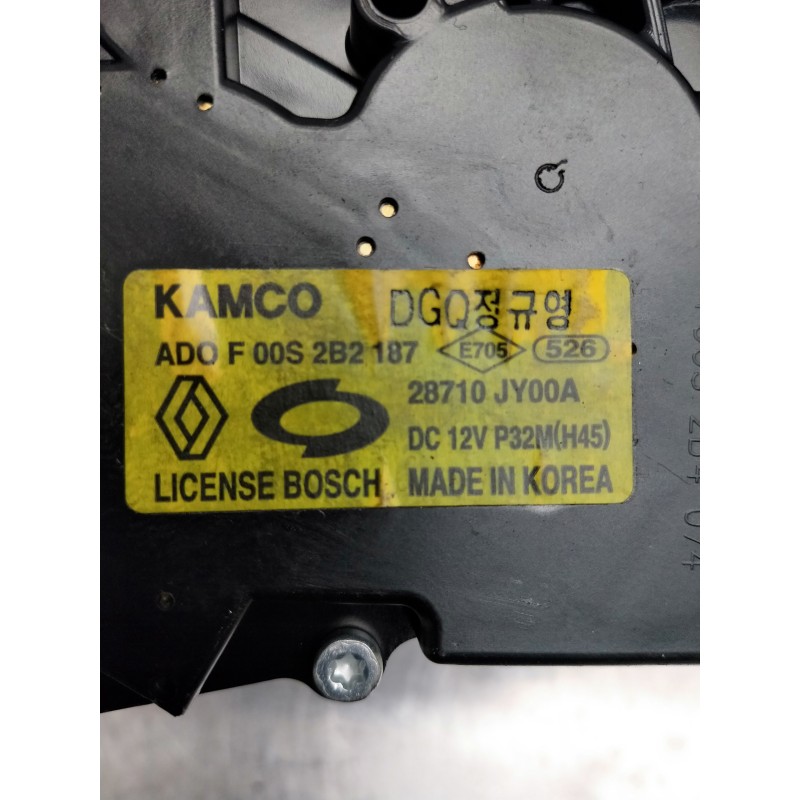 KAMCO DGQ정규영
ADO F 00S 2B2 187 E705 526
28710 JY00A
DC 12V P32M(H45)
LICENSE BOSCH MADE IN KOREA